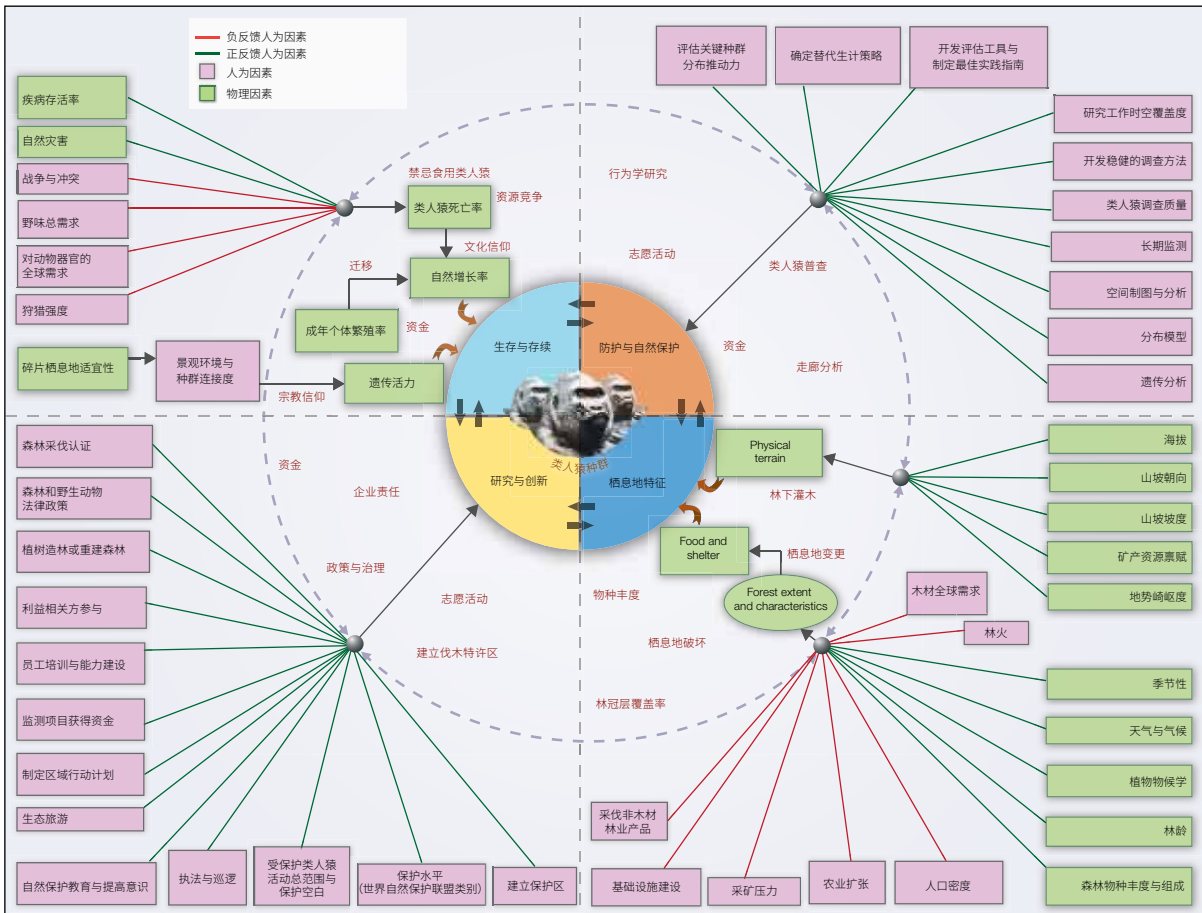 负反馈人为因素
正反馈人为因素
人为因素
物理因素
疾病存活率
自然灾害
战争与冲突
野味总需求
对动物器官的
全球需求
狩猎强度
碎片栖息地适宜性
景观环境与
种群连接度
禁忌食用类人猿
类人猿死亡率
资源竞争
文化信仰
迁移
自然增长率
成年个体繁殖率
资金
遗传活力
宗教信仰
生存与存续
评估关键种群
分布推动力
确定替代生计策略
开发评估工具与
制定最佳实践指南
研究工作时空覆盖度
开发稳健的调查方法
类人猿调查质量
长期监测
空间制图与分析
分布模型
遗传分析
行为学研究
志愿活动
类人猿普查
资金
走廊分析
防护与自然保护
类人猿种群
研究与创新
栖息地特征
森林采伐认证
森林和野生动物
法律政策
植树造林或重建森林
利益相关方参与
员工培训与能力建设
监测项目获得资金
制定区域行动计划
生态旅游
自然保护教育与提高意识
执法与巡逻
受保护类人猿
活动总范围与
保护空白
保护水平
(世界自然保护联盟类别)
建立保护区
资金
企业责任
政策与治理
志愿活动
建立伐木特许区
Physical
terrain
林下灌木
Food and
shelter
栖息地变更
Forest extent
and characteristics
物种丰度
栖息地破坏
林冠层覆盖率
海拔
山坡朝向
山坡坡度
矿产资源禀赋
地势崎岖度
木材全球需求
林火
季节性
天气与气候
植物物候学
林龄
森林物种丰度与组成
采伐非木材
林业产品
基础设施建设
采矿压力
农业扩张
人口密度